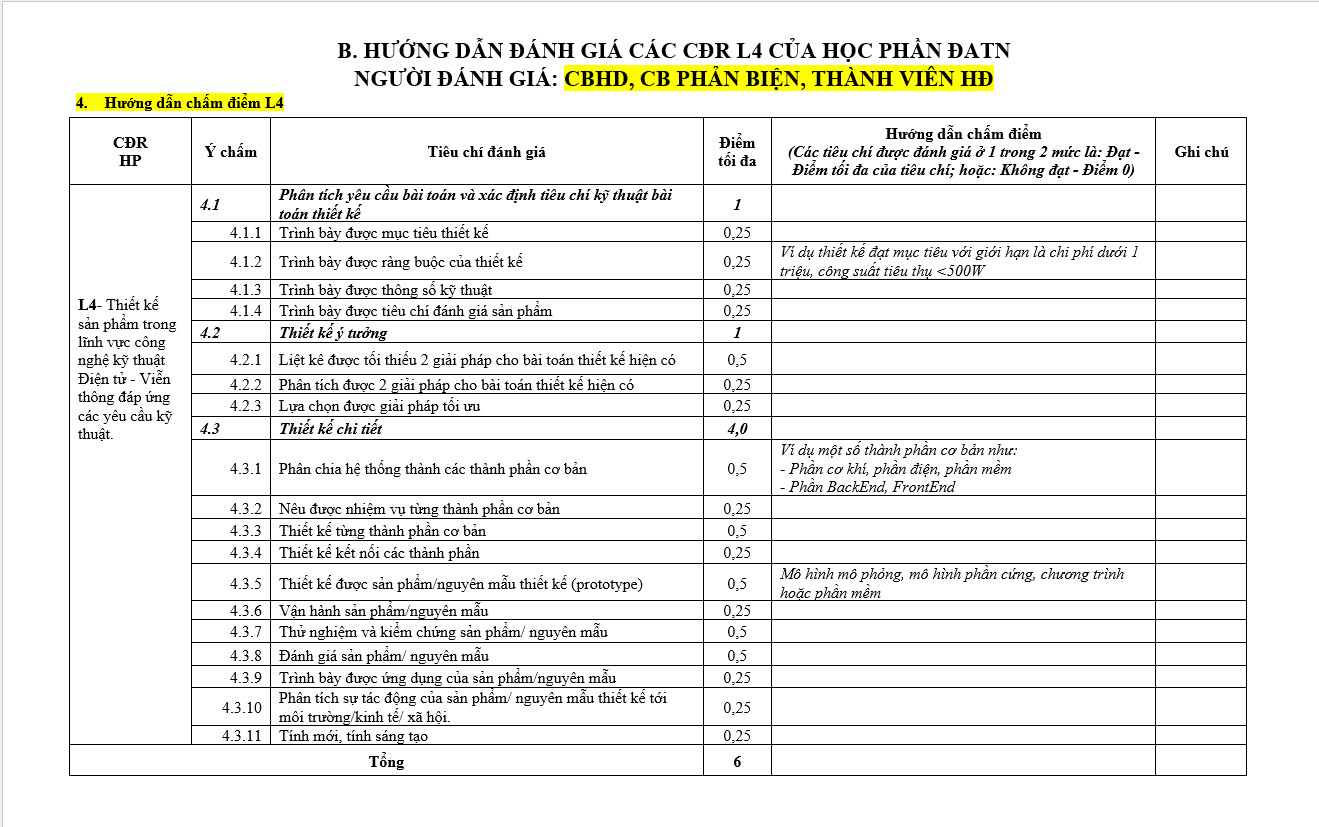 B. HƯỚNG DẪN ĐÁNH GIÁ CÁC CĐR L4 CỦA HỌC PHẦN ĐATN
NGƯỜI ĐÁNH GIÁ: CBHD, CB PHẢN BIỆN, THÀNH VIÊN HĐ
4. Hướng dẫn chấm điểm L4
CĐR
HP
Ý chấm
Tiêu chí đánh giá
Điểm
tối đa
Hướng dẫn chấm điểm
(Các tiêu chí được đánh giá ở 1 trong 2 mức là: Đạt -
Điểm tối đa của tiêu chí; hoặc: Không đạt - Điểm 0)
Ghi chú
L4- Thiết kế
sản phẩm trong
lĩnh vực công
nghệ kỹ thuật
Điện tử - Viễn
thông đáp ứng
các yêu cầu kỹ
thuật.
4.1
Phân tích yêu cầu bài toán và xác định tiêu chí kỹ thuật bài
toán thiết kế
1
4.1.1 Trình bày được mục tiêu thiết kế 0,25
4.1.2 Trình bày được ràng buộc của thiết kế 0,25
Ví dụ thiết kế đạt mục tiêu với giới hạn là chi phí dưới 1
triệu, công suất tiêu thụ <500W
4.1.3 Trình bày được thông số kỹ thuật 0,25
4.1.4 Trình bày được tiêu chí đánh giá sản phẩm 0,25
4.2 Thiết kế ý tưởng 1
4.2.1 Liệt kê được tối thiểu 2 giải pháp cho bài toán thiết kế hiện có 0,5
4.2.2 Phân tích được 2 giải pháp cho bài toán thiết kế hiện có 0,25
4.2.3 Lựa chọn được giải pháp tối ưu 0,25
4.3 Thiết kế chi tiết 4,0
4.3.1 Phân chia hệ thống thành các thành phần cơ bản 0,5
Ví dụ một số thành phần cơ bản như:
- Phần cơ khí, phần điện, phần mềm
- Phần BackEnd, FrontEnd
4.3.2 Nêu được nhiệm vụ từng thành phần cơ bản 0,25
4.3.3 Thiết kế từng thành phần cơ bản 0,5
4.3.4 Thiết kế kết nối các thành phần 0,25
4.3.5 Thiết kế được sản phẩm/nguyên mẫu thiết kế (prototype) 0,5
Mô hình mô phỏng, mô hình phần cứng, chương trình
hoặc phần mềm
4.3.6 Vận hành sản phẩm/nguyên mẫu 0,25
4.3.7 Thử nghiệm và kiểm chứng sản phẩm/ nguyên mẫu 0,5
4.3.8 Đánh giá sản phẩm/ nguyên mẫu 0,5
4.3.9 Trình bày được ứng dụng của sản phẩm/nguyên mẫu 0,25
4.3.10
Phân tích sự tác động của sản phẩm/ nguyên mẫu thiết kế tới
môi trường/kinh tế/ xã hội.
0,25
4.3.11 Tính mới, tính sáng tạo 0,25
Tổng 6